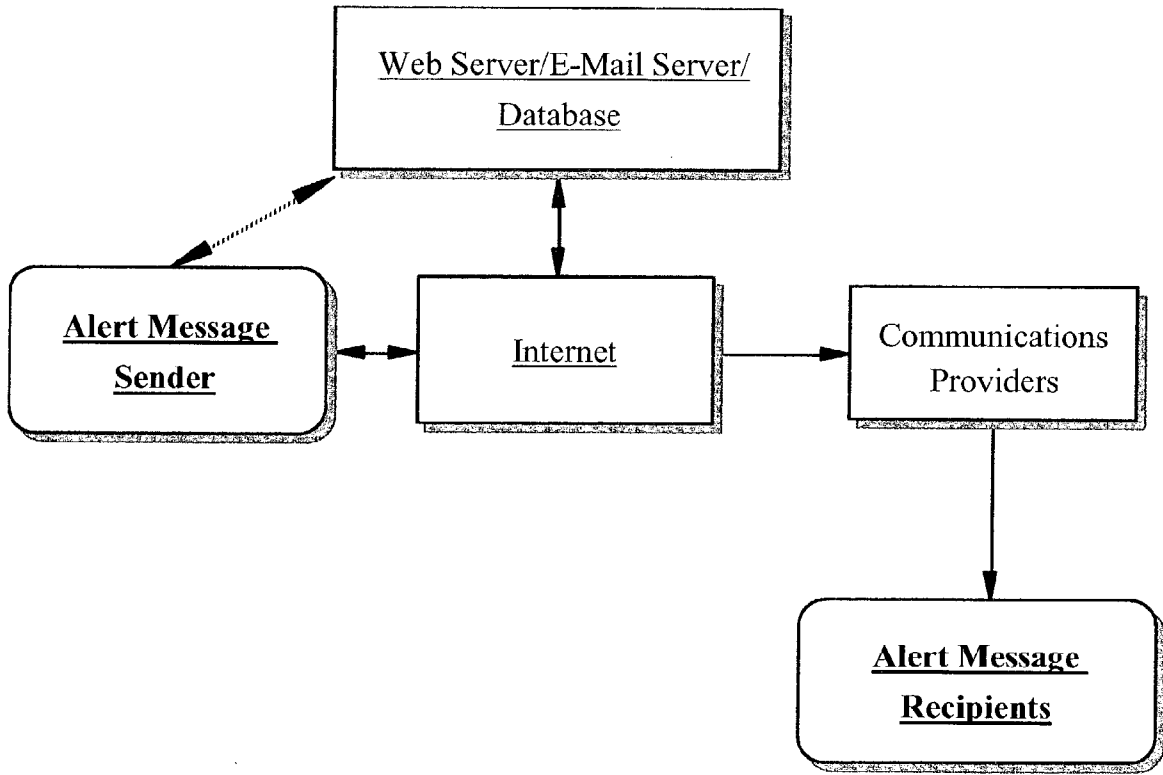 Web Server/E-Mail Server/
Database
Alert Message
Sender
Internet
Communications
Providers
Alert Message
Recipients